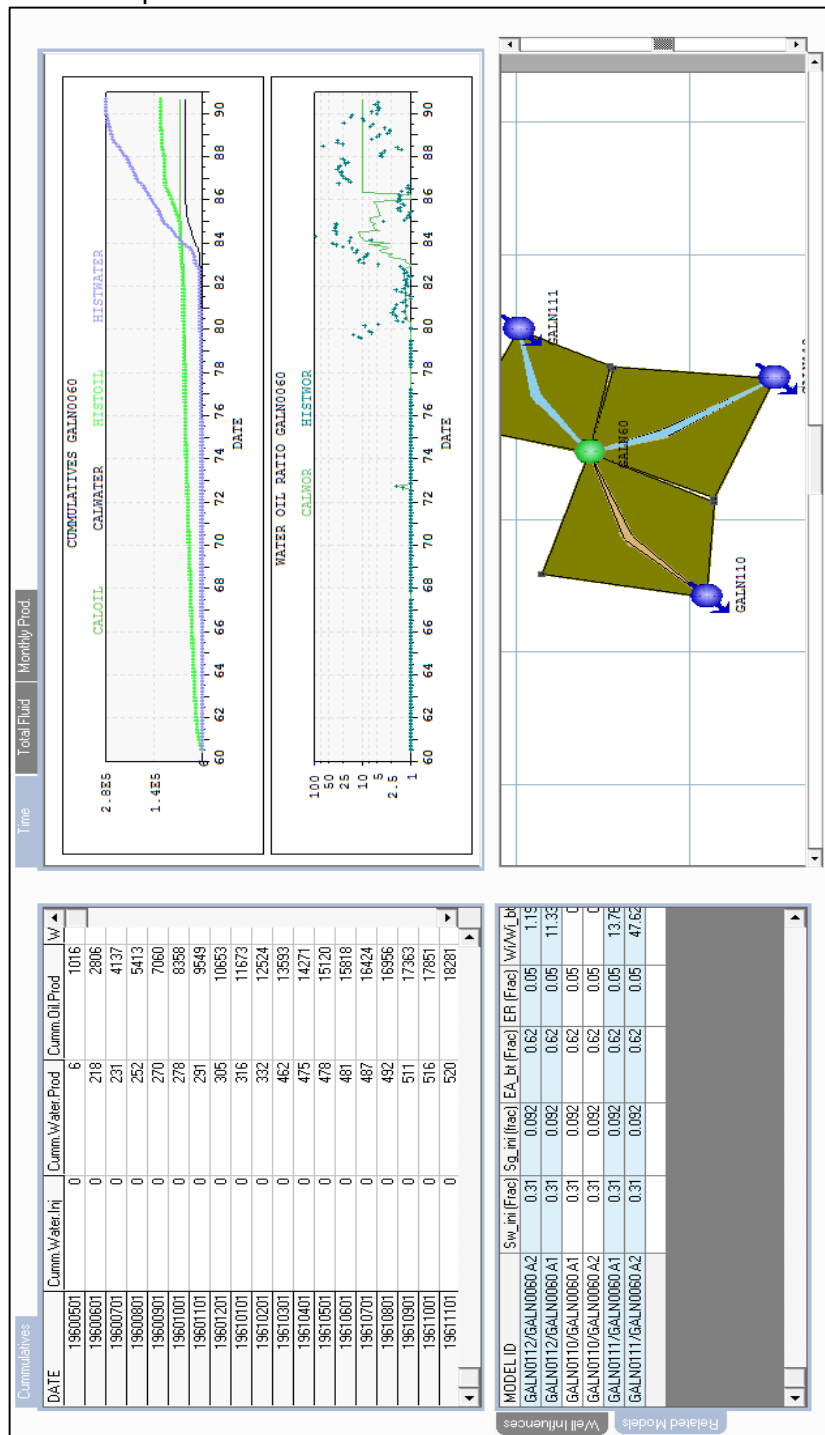 Cummulatives
DATE Cumm.Water.Inj Cumm.Water.Prod Cumm.Oil.Prod W
19600501 0 6 1016
19600601 0 218 2806
19600701 0 231 4137
19600801 0 252 5413
19600901 0 270 7060
19601001 0 278 8358
19601101 0 291 9549
19601201 0 305 10653
19610101 0 316 11673
19610201 0 332 12524
19610301 0 462 13593
19610401 0 475 14271
19610501 0 478 15120
19610601 0 481 15818
19610701 0 487 16424
19610801 0 492 16956
19610901 0 511 17363
19611001 0 516 17851
19611101 0 520 18281
Time Total Fluid Monthly Prod.
CUMMULATIVES GALN0060
CALOIL CALWATER HISTOIL HISTWATER
2.8E5
1.4E5
6
60 62 64 66 68 70 72 74 76 78 80 82 84 86 88 90
DATE
WATER OIL RATIO GALN0060
CALWOR HISTWOR
100
50
25
10
5
2.5
1
60 62 64 66 68 70 72 74 76 78 80 82 84 86 88 90
DATE
Well Influences
Related Models
MODEL ID Sw_ini (Frac) Sg_ini (frac) EA_bt (Frac) ER (Frac) Wi/Wi_bt
GALN0112/GALN0060 A2 0.31 0.092 0.62 0.05 1.19
GALN0112/GALN0060 A1 0.31 0.092 0.62 0.05 11.33
GALN0110/GALN0060 A1 0.31 0.092 0.62 0.05 0
GALN0110/GALN0060 A2 0.31 0.092 0.62 0.05 0
GALN0111/GALN0060 A1 0.31 0.092 0.62 0.05 13.76
GALN0111/GALN0060 A2 0.31 0.092 0.62 0.05 47.62
GALN111
GALN60
GALN110